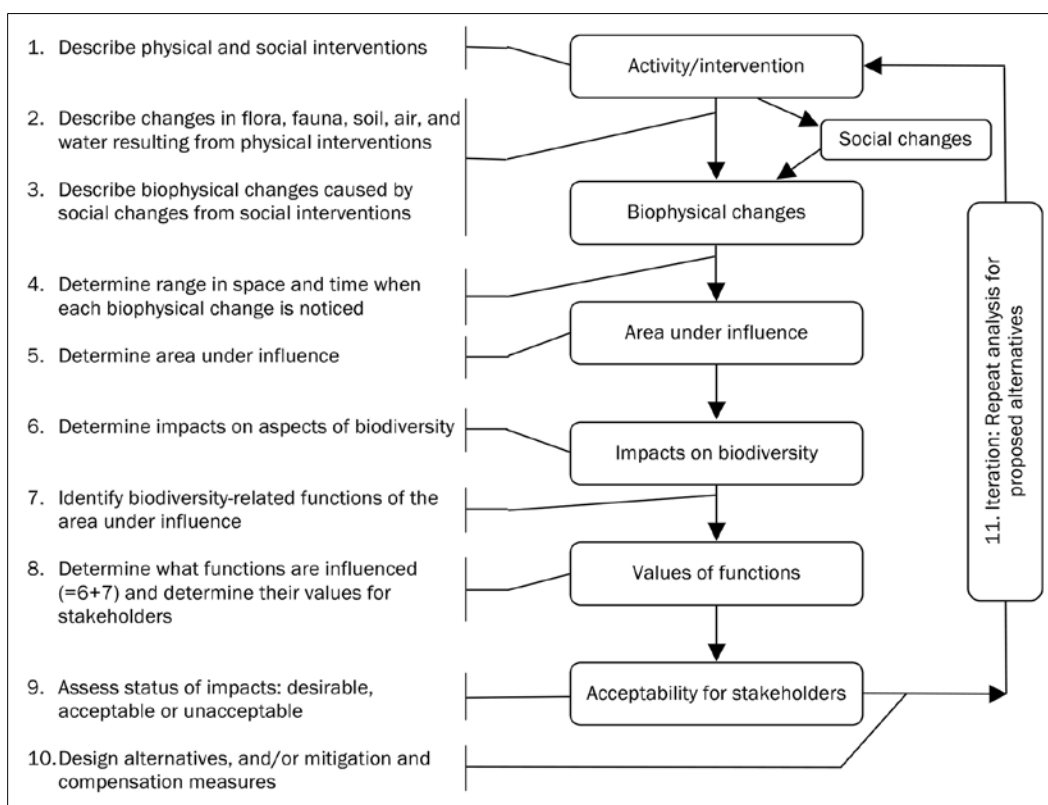 1. Describe physical and social interventions
2. Describe changes in flora, fauna, soil, air, and
water resulting from physical interventions
3. Describe biophysical changes caused by
social changes from social interventions
4. Determine range in space and time when
each biophysical change is noticed
5. Determine area under influence
6. Determine impacts on aspects of biodiversity
7. Identify biodiversity-related functions of the
area under influence
8. Determine what functions are influenced
(=6+7) and determine their values for
stakeholders
9. Assess status of impacts: desirable,
acceptable or unacceptable
10. Design alternatives, and/or mitigation and
compensation measures
Activity/intervention
Social changes
Biophysical changes
Area under influence
Impacts on biodiversity
Values of functions
Acceptability for stakeholders
11. Iteration: Repeat analysis for
proposed alternatives